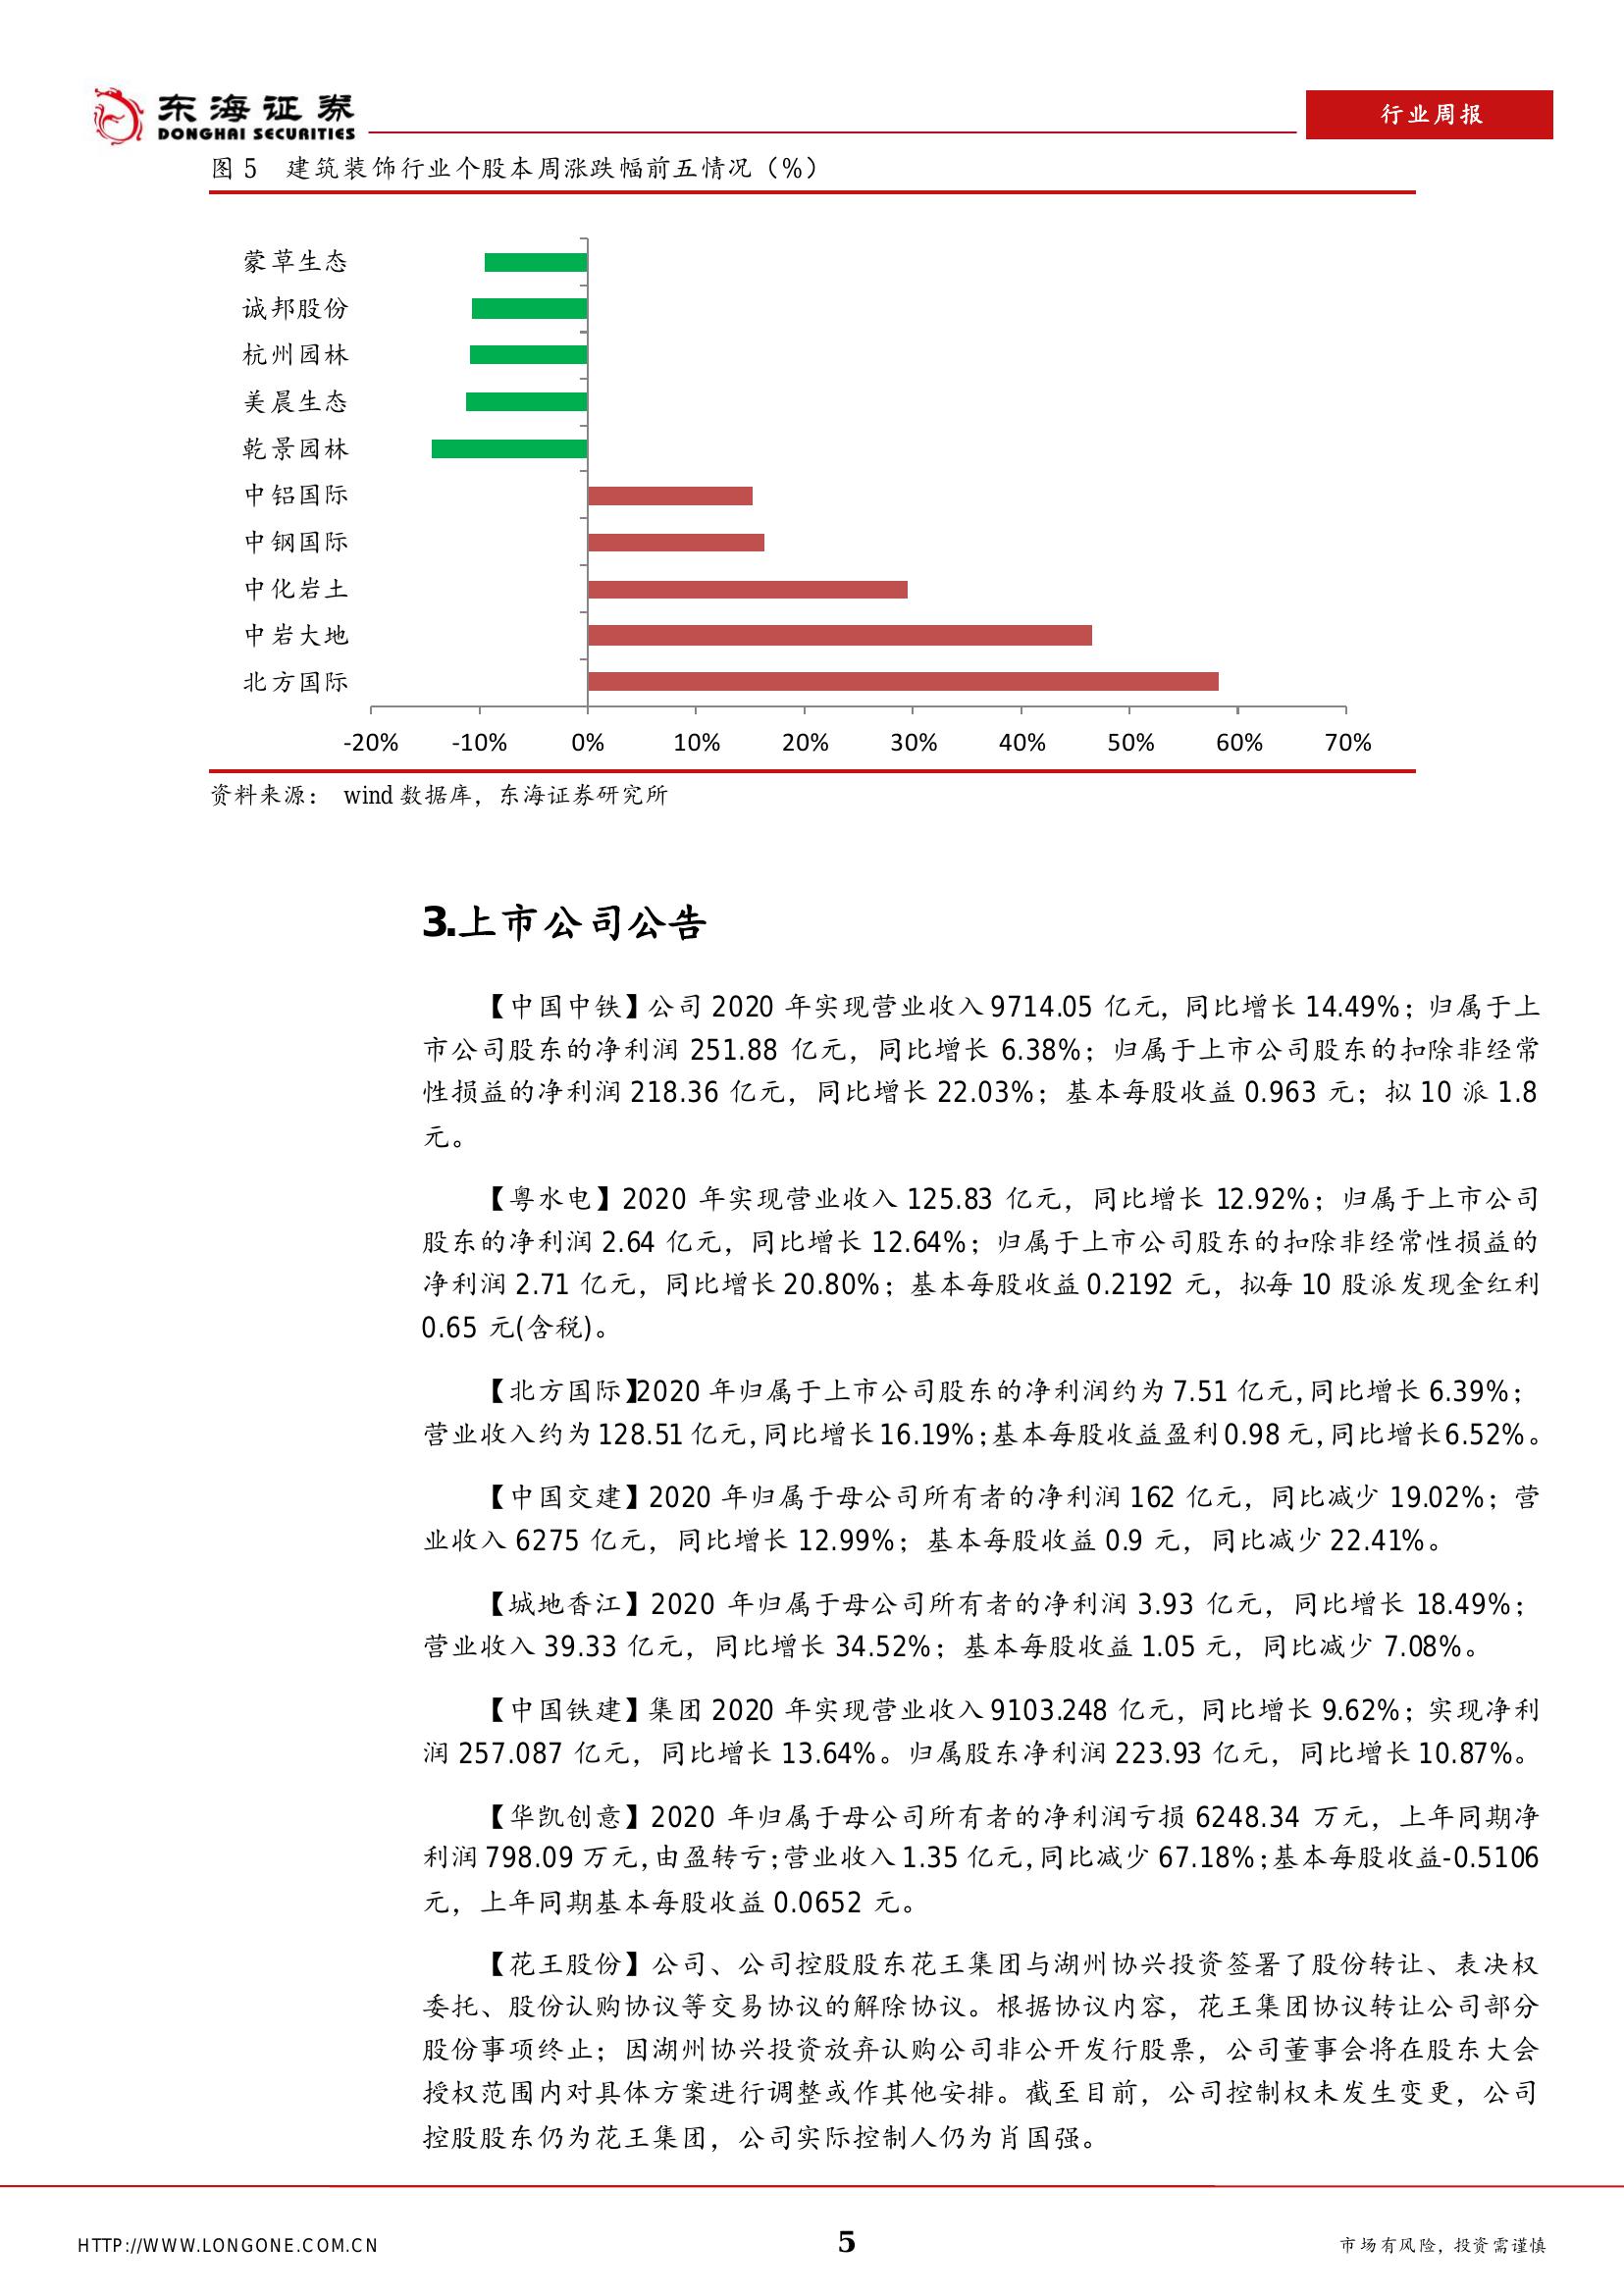 东海证券
DONGHAI SECURITIES
行业周报
图 5 建筑装饰行业个股本周涨跌幅前五情况（%）
蒙草生态
诚邦股份
杭州园林
美晨生态
乾景园林
中铝国际
中钢国际
中化岩土
中岩大地
北方国际
-20% -10% 0% 10% 20% 30% 40% 50% 60% 70%
资料来源： wind 数据库，东海证券研究所
3.上市公司公告
【中国中铁】公司 2020 年实现营业收入 9714.05 亿元，同比增长 14.49%；归属于上
市公司股东的净利润 251.88 亿元，同比增长 6.38%；归属于上市公司股东的扣除非经常
性损益的净利润 218.36 亿元，同比增长 22.03%；基本每股收益 0.963 元；拟 10 派 1.8
元。
【粤水电】2020 年实现营业收入 125.83 亿元，同比增长 12.92%；归属于上市公司
股东的净利润 2.64 亿元，同比增长 12.64%；归属于上市公司股东的扣除非经常性损益的
净利润 2.71 亿元，同比增长 20.80%；基本每股收益 0.2192 元，拟每 10 股派发现金红利
0.65 元(含税)。
【北方国际】2020 年归属于上市公司股东的净利润约为 7.51 亿元，同比增长 6.39%；
营业收入约为 128.51 亿元，同比增长 16.19%；基本每股收益盈利 0.98 元，同比增长 6.52%。
【中国交建】2020 年归属于母公司所有者的净利润 162 亿元，同比减少 19.02%；营
业收入 6275 亿元，同比增长 12.99%；基本每股收益 0.9 元，同比减少 22.41%。
【城地香江】2020 年归属于母公司所有者的净利润 3.93 亿元，同比增长 18.49%；
营业收入 39.33 亿元，同比增长 34.52%；基本每股收益 1.05 元，同比减少 7.08%。
【中国铁建】集团 2020 年实现营业收入 9103.248 亿元，同比增长 9.62%；实现净利
润 257.087 亿元，同比增长 13.64%。归属股东净利润 223.93 亿元，同比增长 10.87%。
【华凯创意】2020 年归属于母公司所有者的净利润亏损 6248.34 万元，上年同期净
利润 798.09 万元，由盈转亏；营业收入 1.35 亿元，同比减少 67.18%；基本每股收益-0.5106
元，上年同期基本每股收益 0.0652 元。
【花王股份】公司、公司控股股东花王集团与湖州协兴投资签署了股份转让、表决权
委托、股份认购协议等交易协议的解除协议。根据协议内容，花王集团协议转让公司部分
股份事项终止；因湖州协兴投资放弃认购公司非公开发行股票，公司董事会将在股东大会
授权范围内对具体方案进行调整或作其他安排。截至目前，公司控制权未发生变更，公司
控股股东仍为花王集团，公司实际控制人仍为肖国强。
HTTP://WWW.LONGONE.COM.CN
5
市场有风险，投资需谨慎